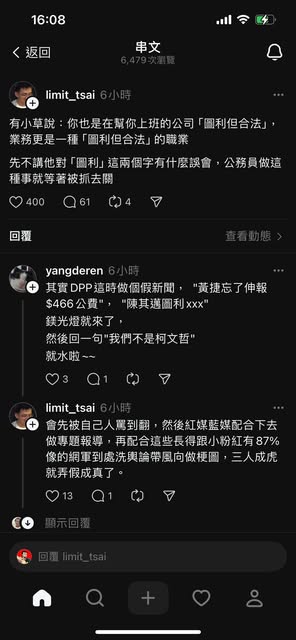 16:08
返回
串文
6,479 次瀏覽
limit_tsai 6小時
有小草說：你也是在幫你上班的公司「圖利但合法」，
業務更是一種「圖利但合法」的職業
先不講他對「圖利」這兩個字有什麼誤會，公務員做這
種事就等著被抓去關
400 61 4
回覆 查看動態
yangderen 6小時
其實 DPP 這時做個假新聞， "黃捷忘了伸報
$466 公費"， "陳其邁圖利 xxx"
鎂光燈就來了，
然後回一句"我們不是柯文哲"
就水啦~~
3 1
limit_tsai 6小時
會先被自己人罵到翻，然後紅媒藍媒配合下去
做專題報導，再配合這些長得跟小粉紅有 87%
像的網軍到處洗輿論帶風向做梗圖，三人成虎
就弄假成真了。
13 1
顯示回覆
回覆 limit_tsai